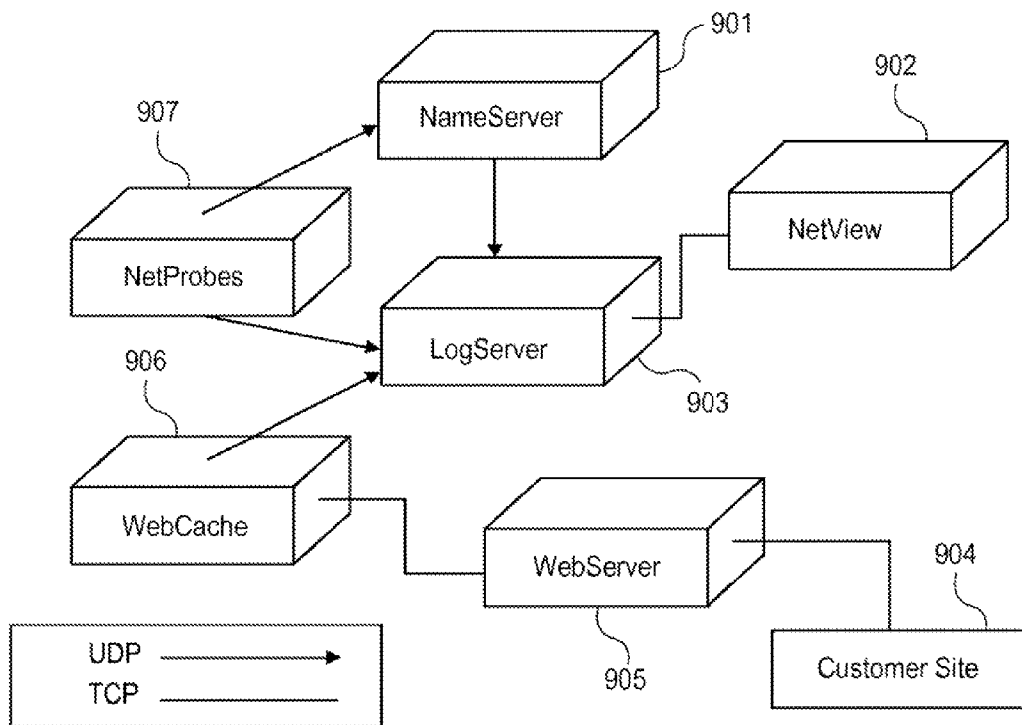 901
NameServer
902
907
NetView
NetProbes
LogServer
903
906
WebCache
WebServer
904
905
Customer Site
UDP
TCP